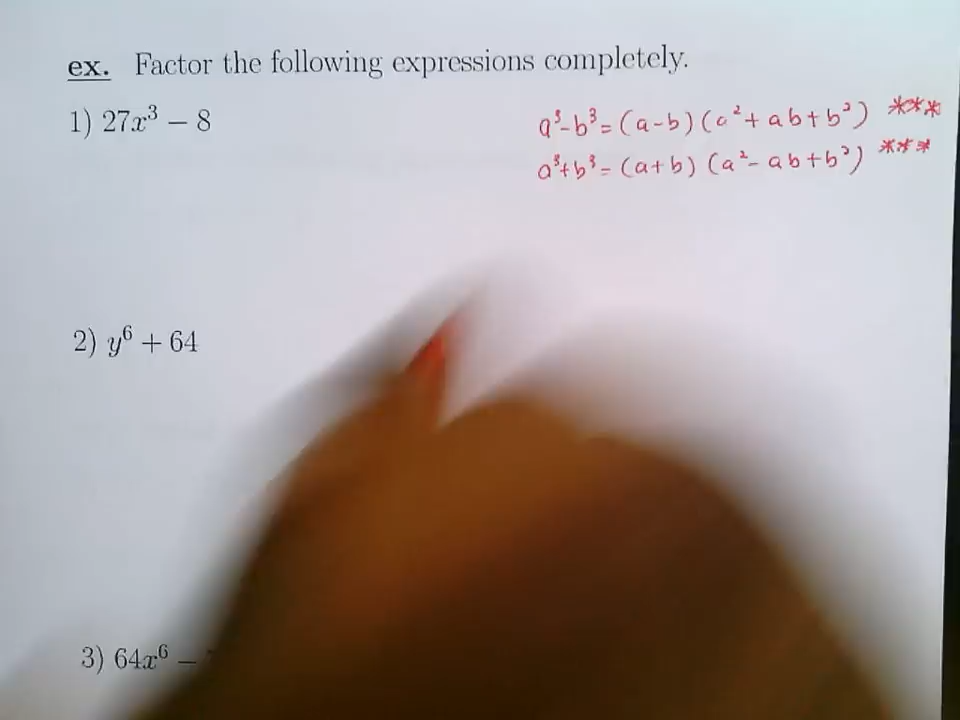 ex. Factor the following expressions completely.
1) 27x³ − 8
a³-b³=(a-b)(a²+ab+b²) ***
a³+b³=(a+b)(a²-ab+b²) ***
2) y⁶ + 64
3) 64x⁶ −